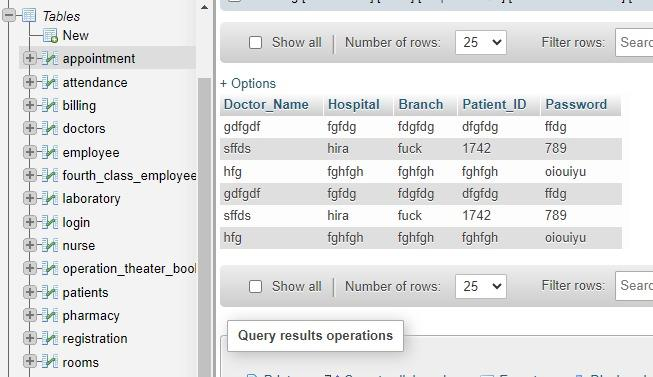 Tables
New
appointment
attendance
billing
doctors
employee
fourth_class_employee
laboratory
login
nurse
operation_theater_boo
patients
pharmacy
registration
rooms
Show all Number of rows: 25 Filter rows: Searc
+ Options
Doctor_Name Hospital Branch Patient_ID Password
gdfgdf fgfdg fdgfdg dfgfdg ffdg
sffds hira fuck 1742 789
hfg fghfgh fghfgh fghfgh oiouiyu
gdfgdf fgfdg fdgfdg dfgfdg ffdg
sffds hira fuck 1742 789
hfg fghfgh fghfgh fghfgh oiouiyu
Show all Number of rows: 25 Filter rows: Searc
Query results operations